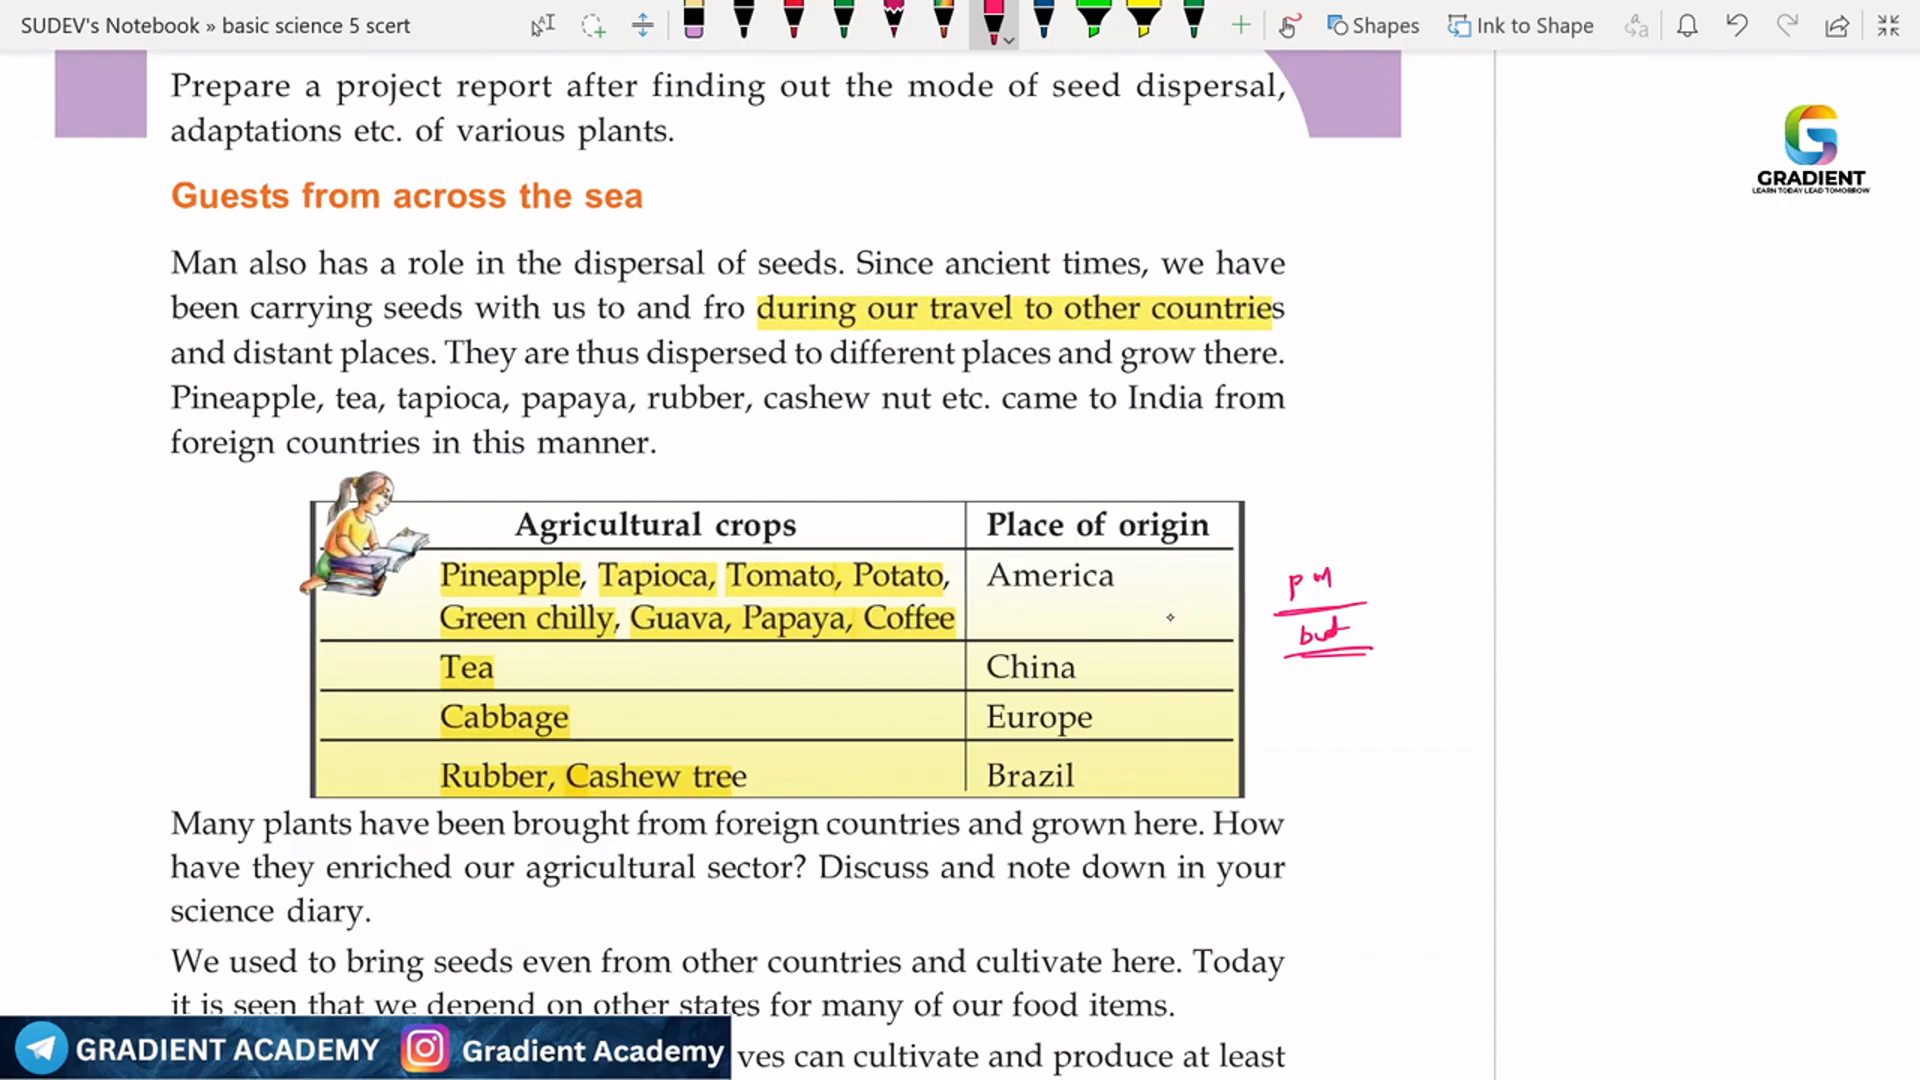 SUDEV's Notebook » basic science 5 scert
Shapes
Ink to Shape
Prepare a project report after finding out the mode of seed dispersal,
adaptations etc. of various plants.
G
GRADIENT
LEARN TODAY LEAD TOMORROW
Guests from across the sea
Man also has a role in the dispersal of seeds. Since ancient times, we have
been carrying seeds with us to and fro during our travel to other countries
and distant places. They are thus dispersed to different places and grow there.
Pineapple, tea, tapioca, papaya, rubber, cashew nut etc. came to India from
foreign countries in this manner.
Agricultural crops Place of origin
Pineapple, Tapioca, Tomato, Potato, America
Green chilly, Guava, Papaya, Coffee
Tea China
Cabbage Europe
Rubber, Cashew tree Brazil
Many plants have been brought from foreign countries and grown here. How
have they enriched our agricultural sector? Discuss and note down in your
science diary.
We used to bring seeds even from other countries and cultivate here. Today
it is seen that we depend on other states for many of our food items.
GRADIENT ACADEMY Gradient Academy
ves can cultivate and produce at least